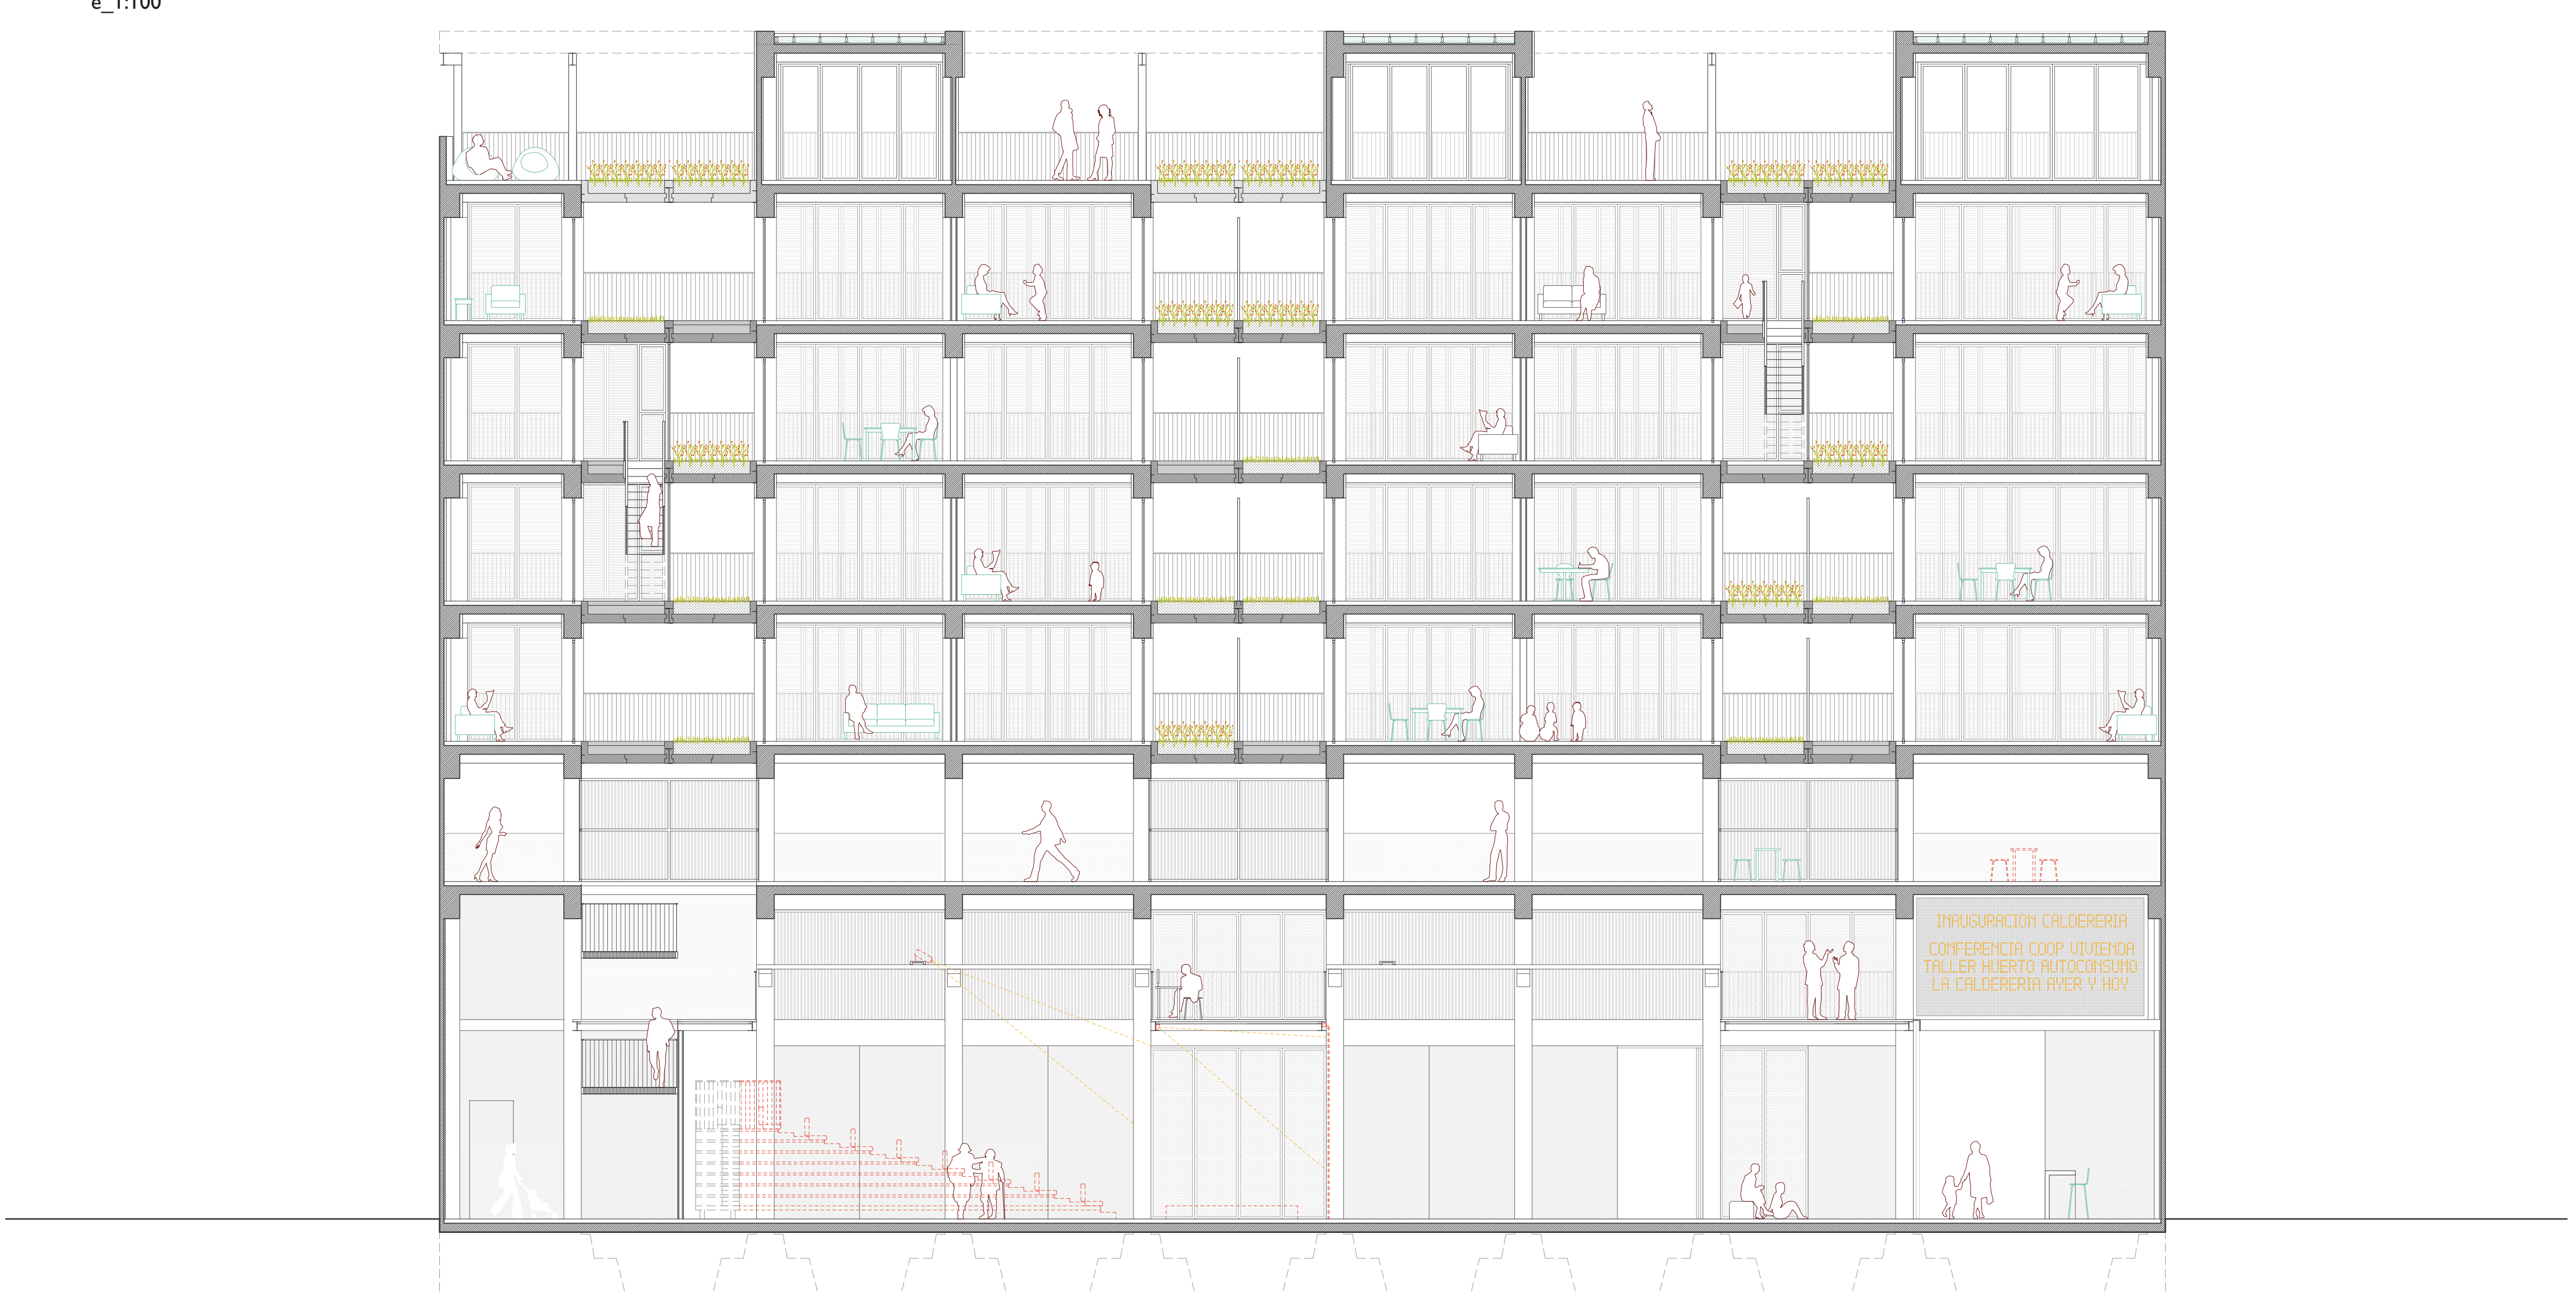 e_1:100
INAUGURACION CALDERERIA
CONFERENCIA COOP VIVIENDA
TALLER HUERTO AUTOCONSUMO
LA CALDERERIA AYER Y HOY